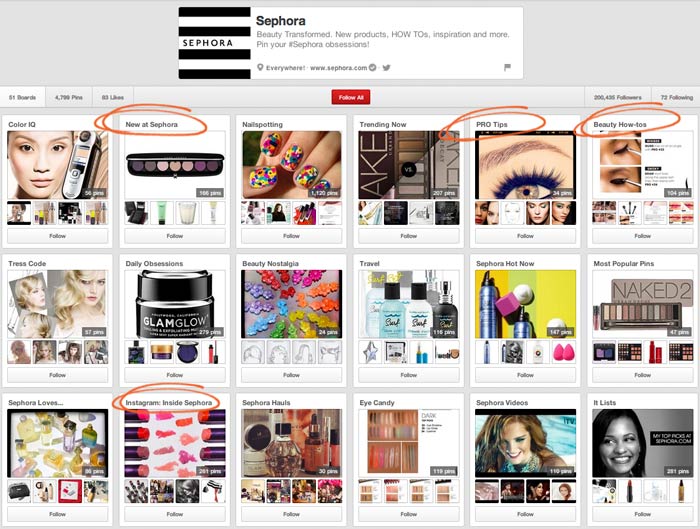 Sephora
Beauty Transformed. New products, HOW TOs, inspiration and more.
Pin your #Sephora obsessions!
SEPHORA
Everywhere! · www.sephora.com
51 Boards
4,799 Pins
83 Likes
Follow All
200,435 Followers
72 Following
Color IQ
New at Sephora
Nailspotting
Trending Now
PRO Tips
Beauty How-tos
NAKED
VS.
NAKED
56 pins
166 pins
1,120 pins
207 pins
34 pins
104 pins
Follow
Follow
Follow
Follow
Follow
Follow
Tress Code
Daily Obsessions
Beauty Nostalgia
Travel
Sephora Hot Now
Most Popular Pins
GLAMGLOW
Surf
Surf
NAKED2
57 pins
279 pins
24 pins
116 pins
147 pins
47 pins
Follow
Follow
Follow
Follow
Follow
Follow
Sephora Loves...
Instagram: Inside Sephora
Sephora Hauls
Eye Candy
Sephora Videos
It Lists
DARK
MY TOP PICKS AT
SEPHORA.COM
86 pins
261 pins
30 pins
119 pins
110 pins
281 pins
Follow
Follow
Follow
Follow
Follow
Follow